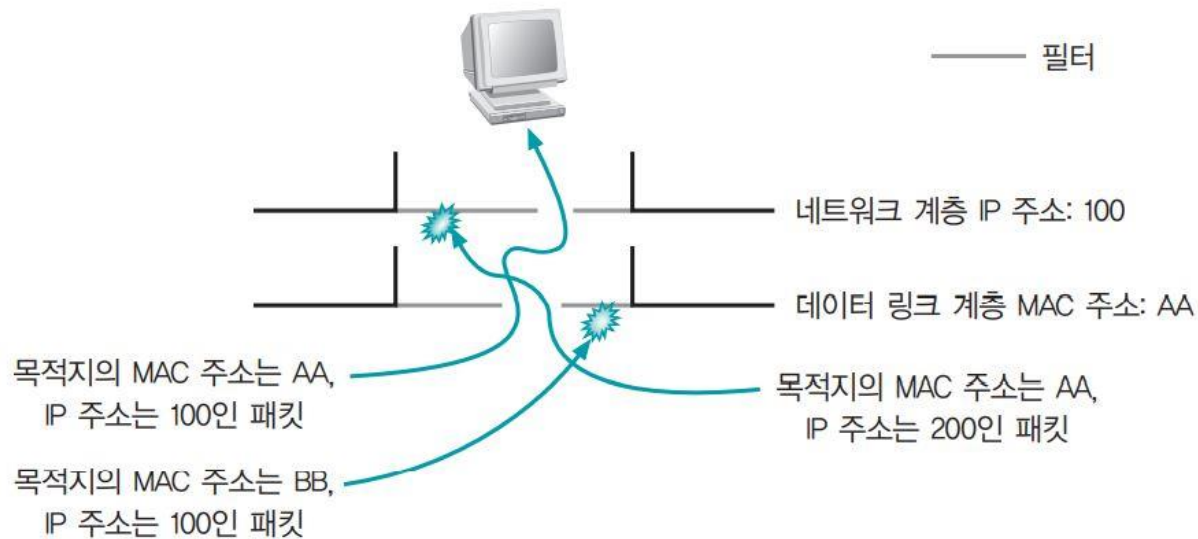 필터
네트워크 계층 IP 주소: 100
데이터 링크 계층 MAC 주소: AA
목적지의 MAC 주소는 AA,
IP 주소는 100인 패킷
목적지의 MAC 주소는 AA,
IP 주소는 200인 패킷
목적지의 MAC 주소는 BB,
IP 주소는 100인 패킷